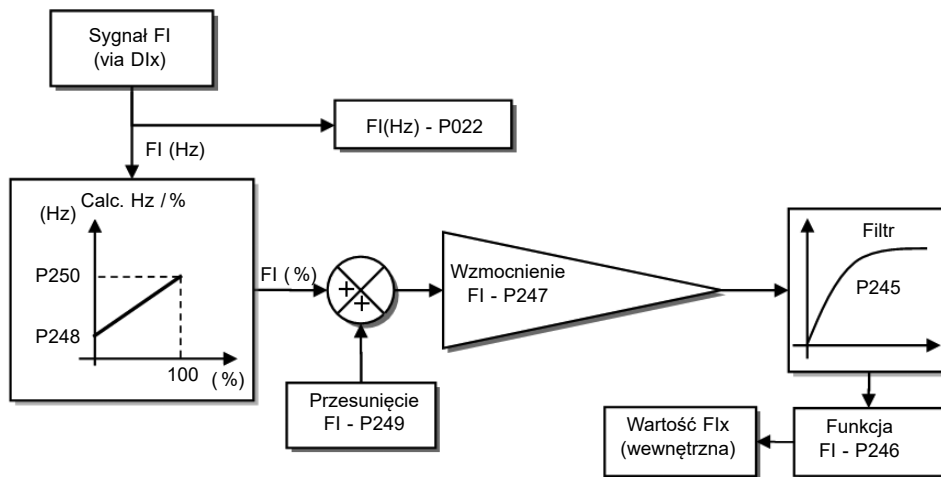 Sygnał FI
(via DIx)
FI(Hz) - P022
FI (Hz)
Calc. Hz / %
(Hz)
P250
P248
100
(%)
FI (%)
+
+
Przesunięcie
FI - P249
Wzmocnienie
FI - P247
Filtr
P245
Funkcja
FI - P246
Wartość FIx
(wewnętrzna)